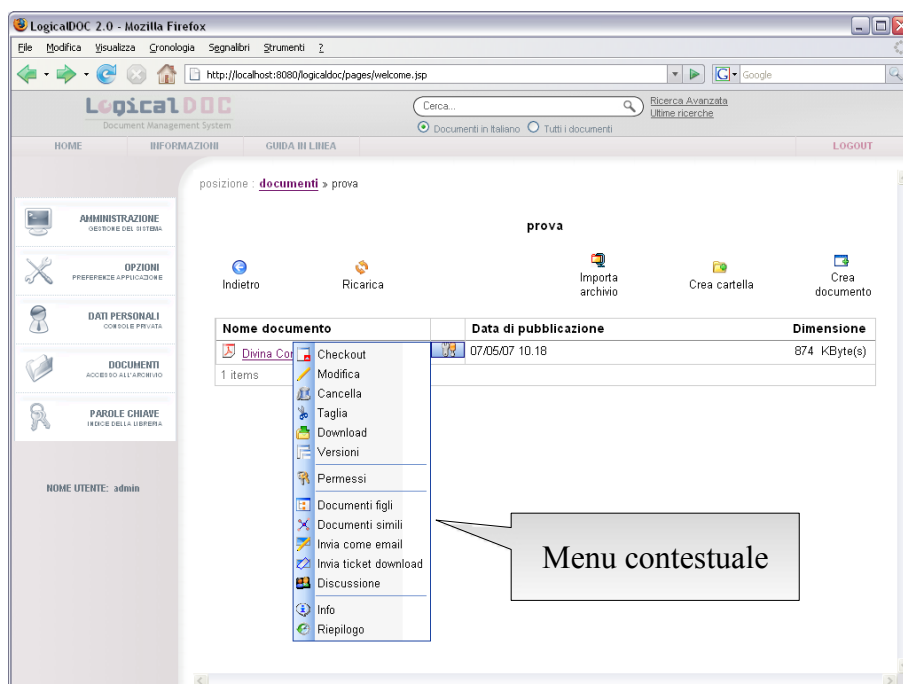 LogicalDOC 2.0 - Mozilla Firefox
File Modifica Visualizza Cronologia Segnalibri Strumenti ?
http://localhost:8080/logicaldoc/pages/welcome.jsp
G Google
LogicalDOC
Document Management System
Cerca...
Ricerca Avanzata
Ultime ricerche
Documenti in Italiano Tutti i documenti
HOME INFORMAZIONI GUIDA IN LINEA LOGOUT
posizione : documenti » prova
AMMINISTRAZIONE
GESTIONE DEL SISTEMA
OPZIONI
PREFERENZE APPLICAZIONE
DATI PERSONALI
CONSOLE PRIVATA
DOCUMENTI
ACCESSO ALL'ARCHIVIO
PAROLE CHIAVE
INDICE DELLA LIBRERIA
NOME UTENTE: admin
prova
Indietro
Ricarica
Importa
archivio
Crea cartella
Crea
documento
Nome documento Data di pubblicazione Dimensione
Divina Co 07/05/07 10.18 874 KByte(s)
1 items
Checkout
Modifica
Cancella
Taglia
Download
Versioni
Permessi
Documenti figli
Documenti simili
Invia come email
Invia ticket download
Discussione
Info
Riepilogo
Menu contestuale